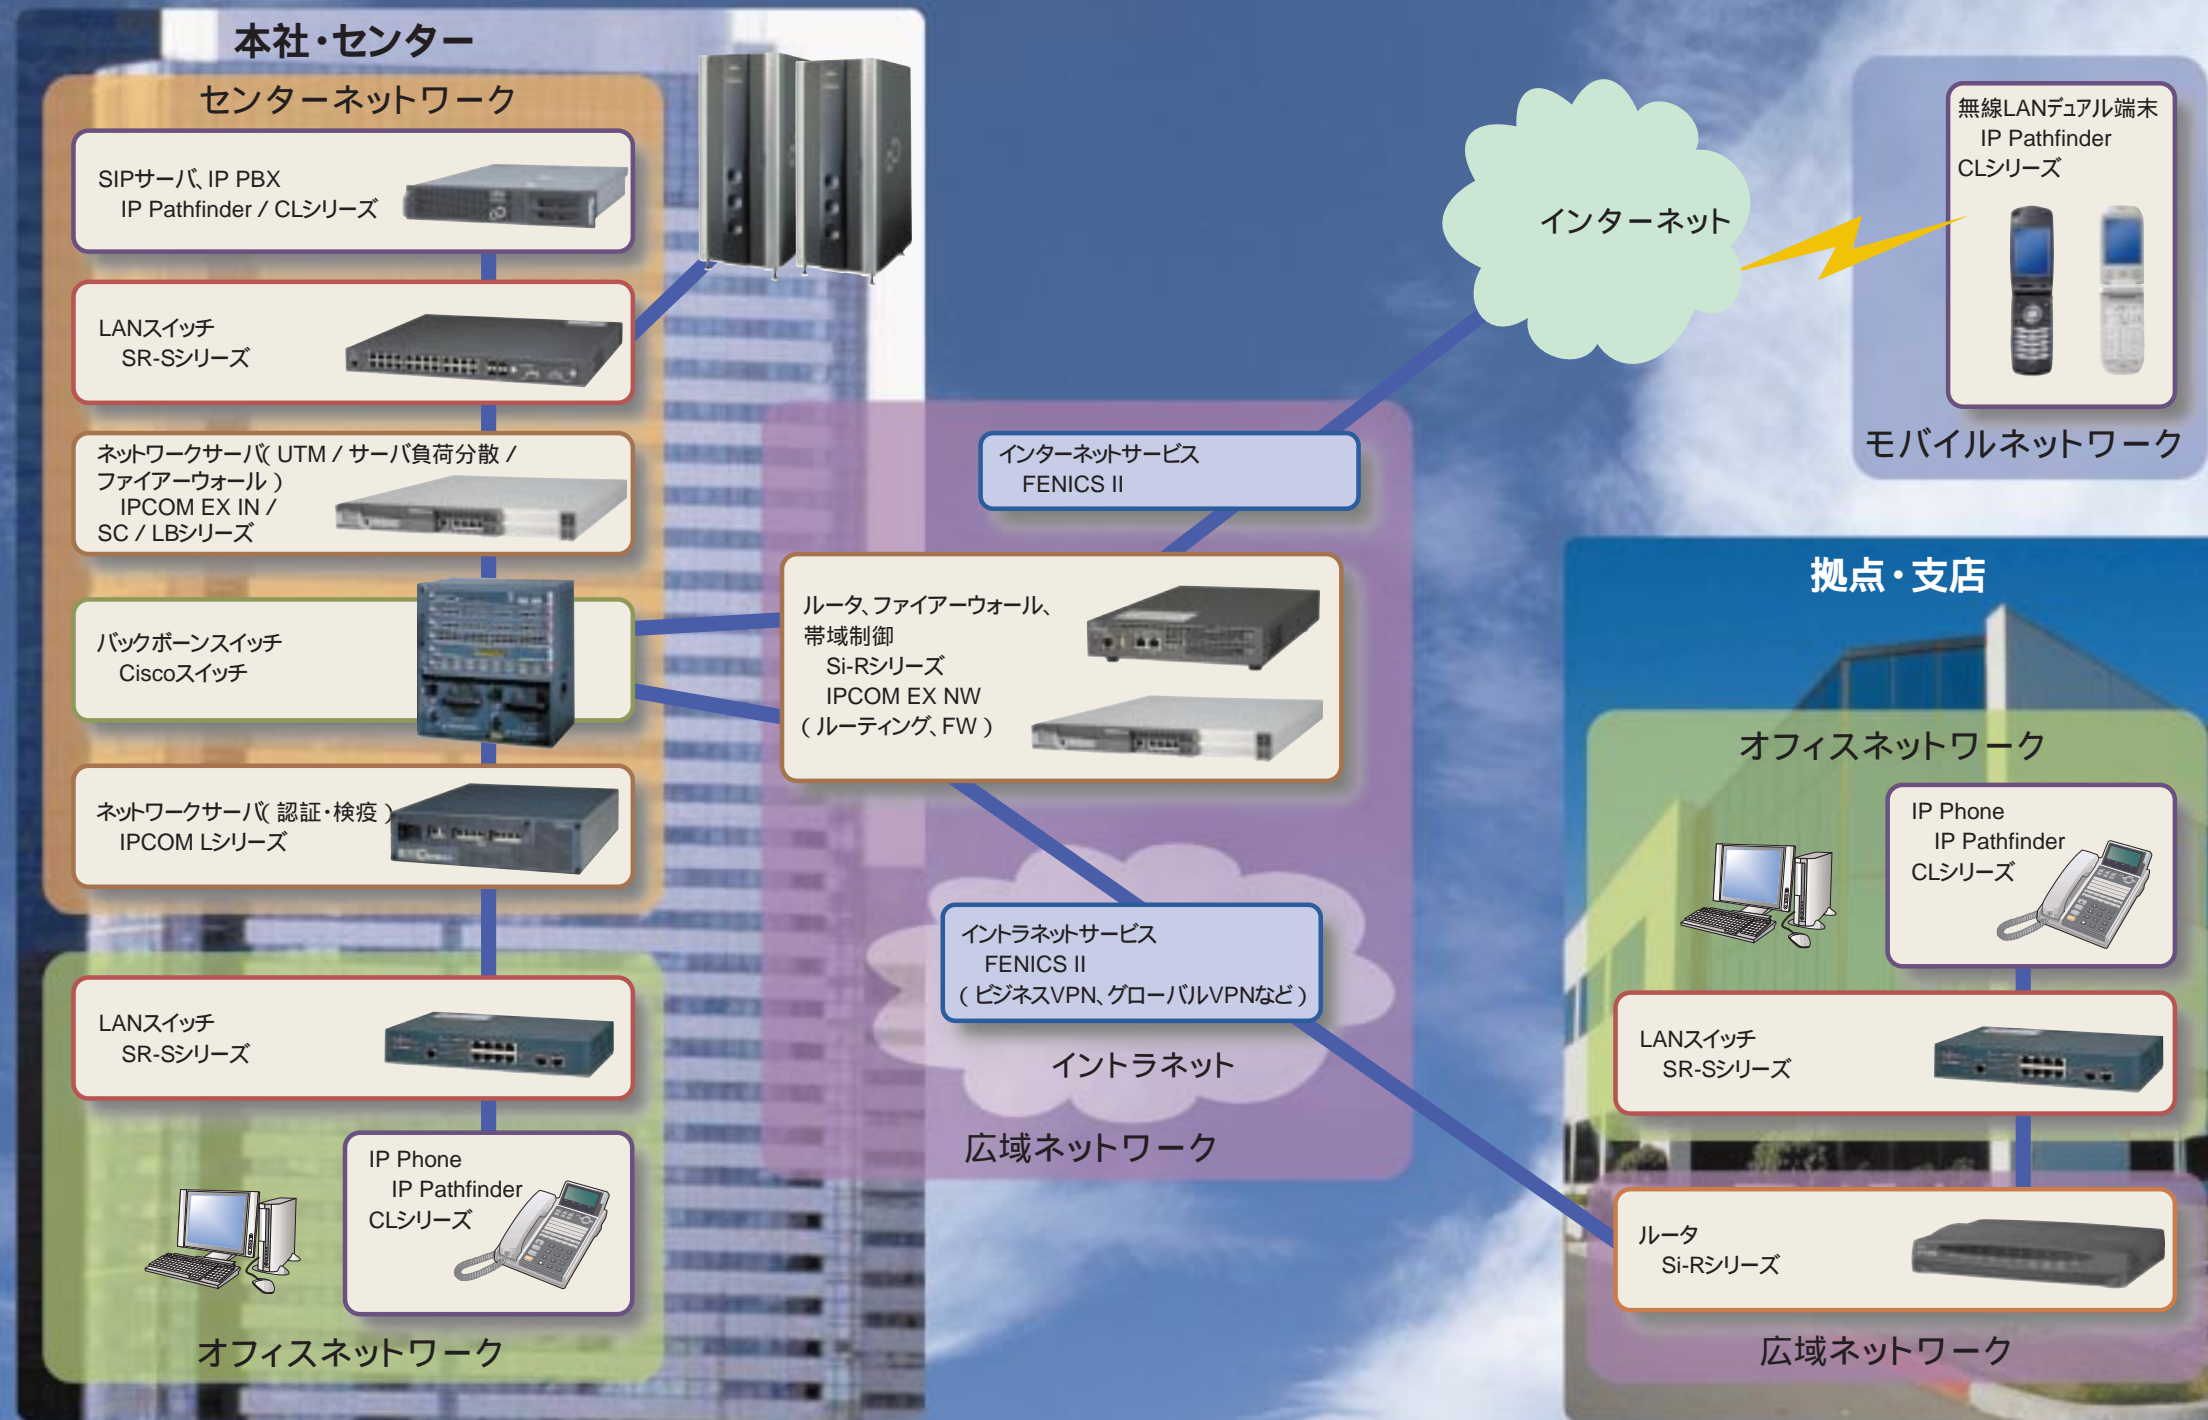 本社・センター
センターネットワーク
SIPサーバ、IP PBX
IP Pathfinder / CLシリーズ
LANスイッチ
SR-Sシリーズ
ネットワークサーバ( UTM / サーバ負荷分散 /
ファイアーウォール )
IPCOM EX IN /
SC / LBシリーズ
バックボーンスイッチ
Ciscoスイッチ
ネットワークサーバ( 認証・検疫 )
IPCOM Lシリーズ
LANスイッチ
SR-Sシリーズ
IP Phone
IP Pathfinder
CLシリーズ
オフィスネットワーク
インターネットサービス
FENICS II
ルータ、ファイアーウォール、
帯域制御
Si-Rシリーズ
IPCOM EX NW
( ルーティング、FW )
イントラネットサービス
FENICS II
( ビジネスVPN、グローバルVPNなど )
イントラネット
広域ネットワーク
インターネット
無線LANデュアル端末
IP Pathfinder
CLシリーズ
モバイルネットワーク
拠点・支店
オフィスネットワーク
IP Phone
IP Pathfinder
CLシリーズ
LANスイッチ
SR-Sシリーズ
ルータ
Si-Rシリーズ
広域ネットワーク